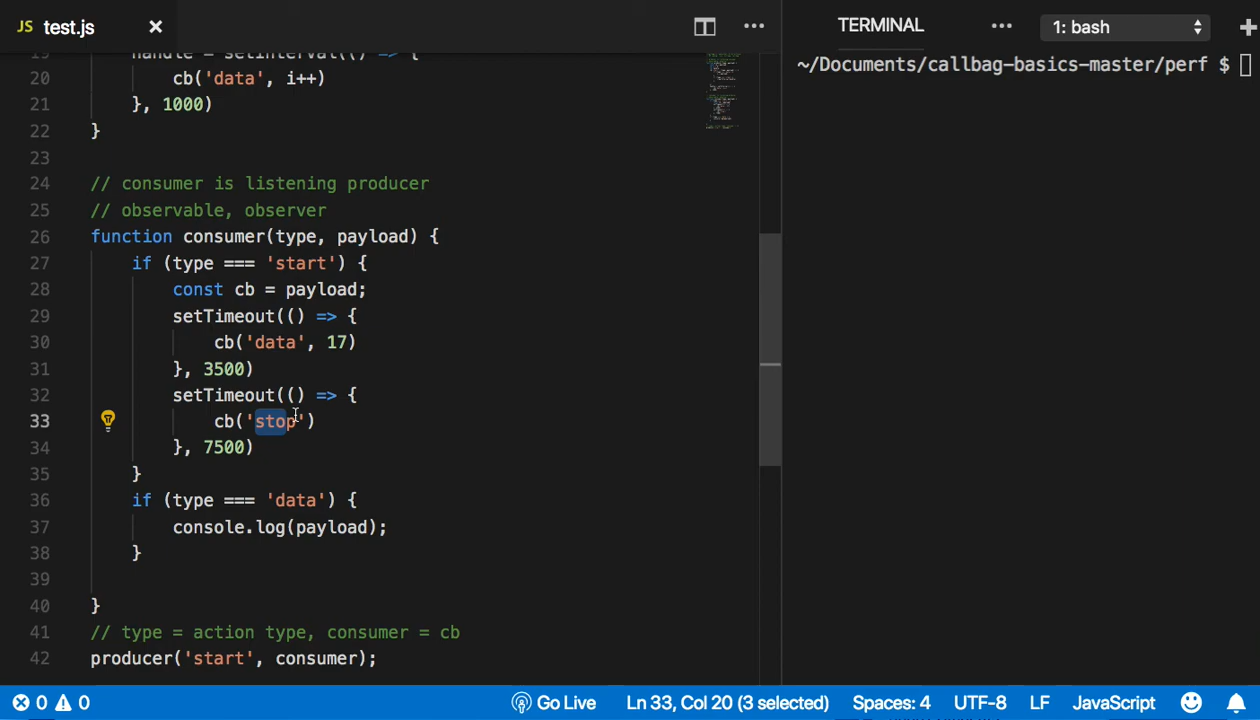 JS test.js
TERMINAL
1: bash
~/Documents/callbag-basics-master/perf $
19 handle = setInterval(() => {
20 cb('data', i++)
21 }, 1000)
22 }
23
24 // consumer is listening producer
25 // observable, observer
26 function consumer(type, payload) {
27 if (type === 'start') {
28 const cb = payload;
29 setTimeout(() => {
30 cb('data', 17)
31 }, 3500)
32 setTimeout(() => {
33 cb('stop')
34 }, 7500)
35 }
36 if (type === 'data') {
37 console.log(payload);
38 }
39
40 }
41 // type = action type, consumer = cb
42 producer('start', consumer);
0 0 Go Live Ln 33, Col 20 (3 selected) Spaces: 4 UTF-8 LF JavaScript